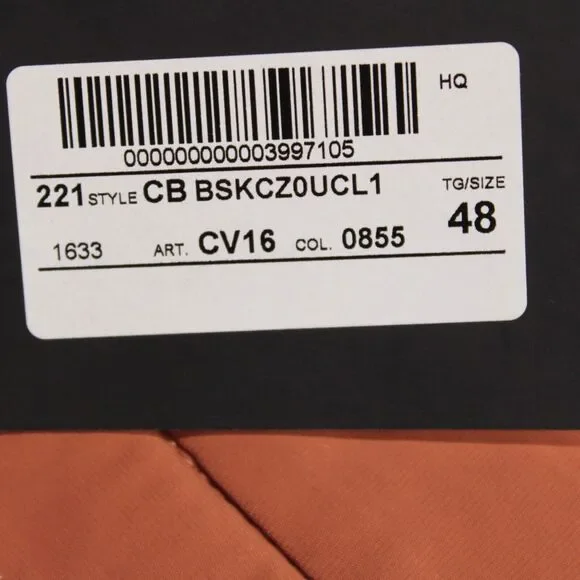 HQ
000000000003997105
221 STYLE CB BSKCZ0UCL1 TG/SIZE
48
1633 ART. CV16 COL. 0855